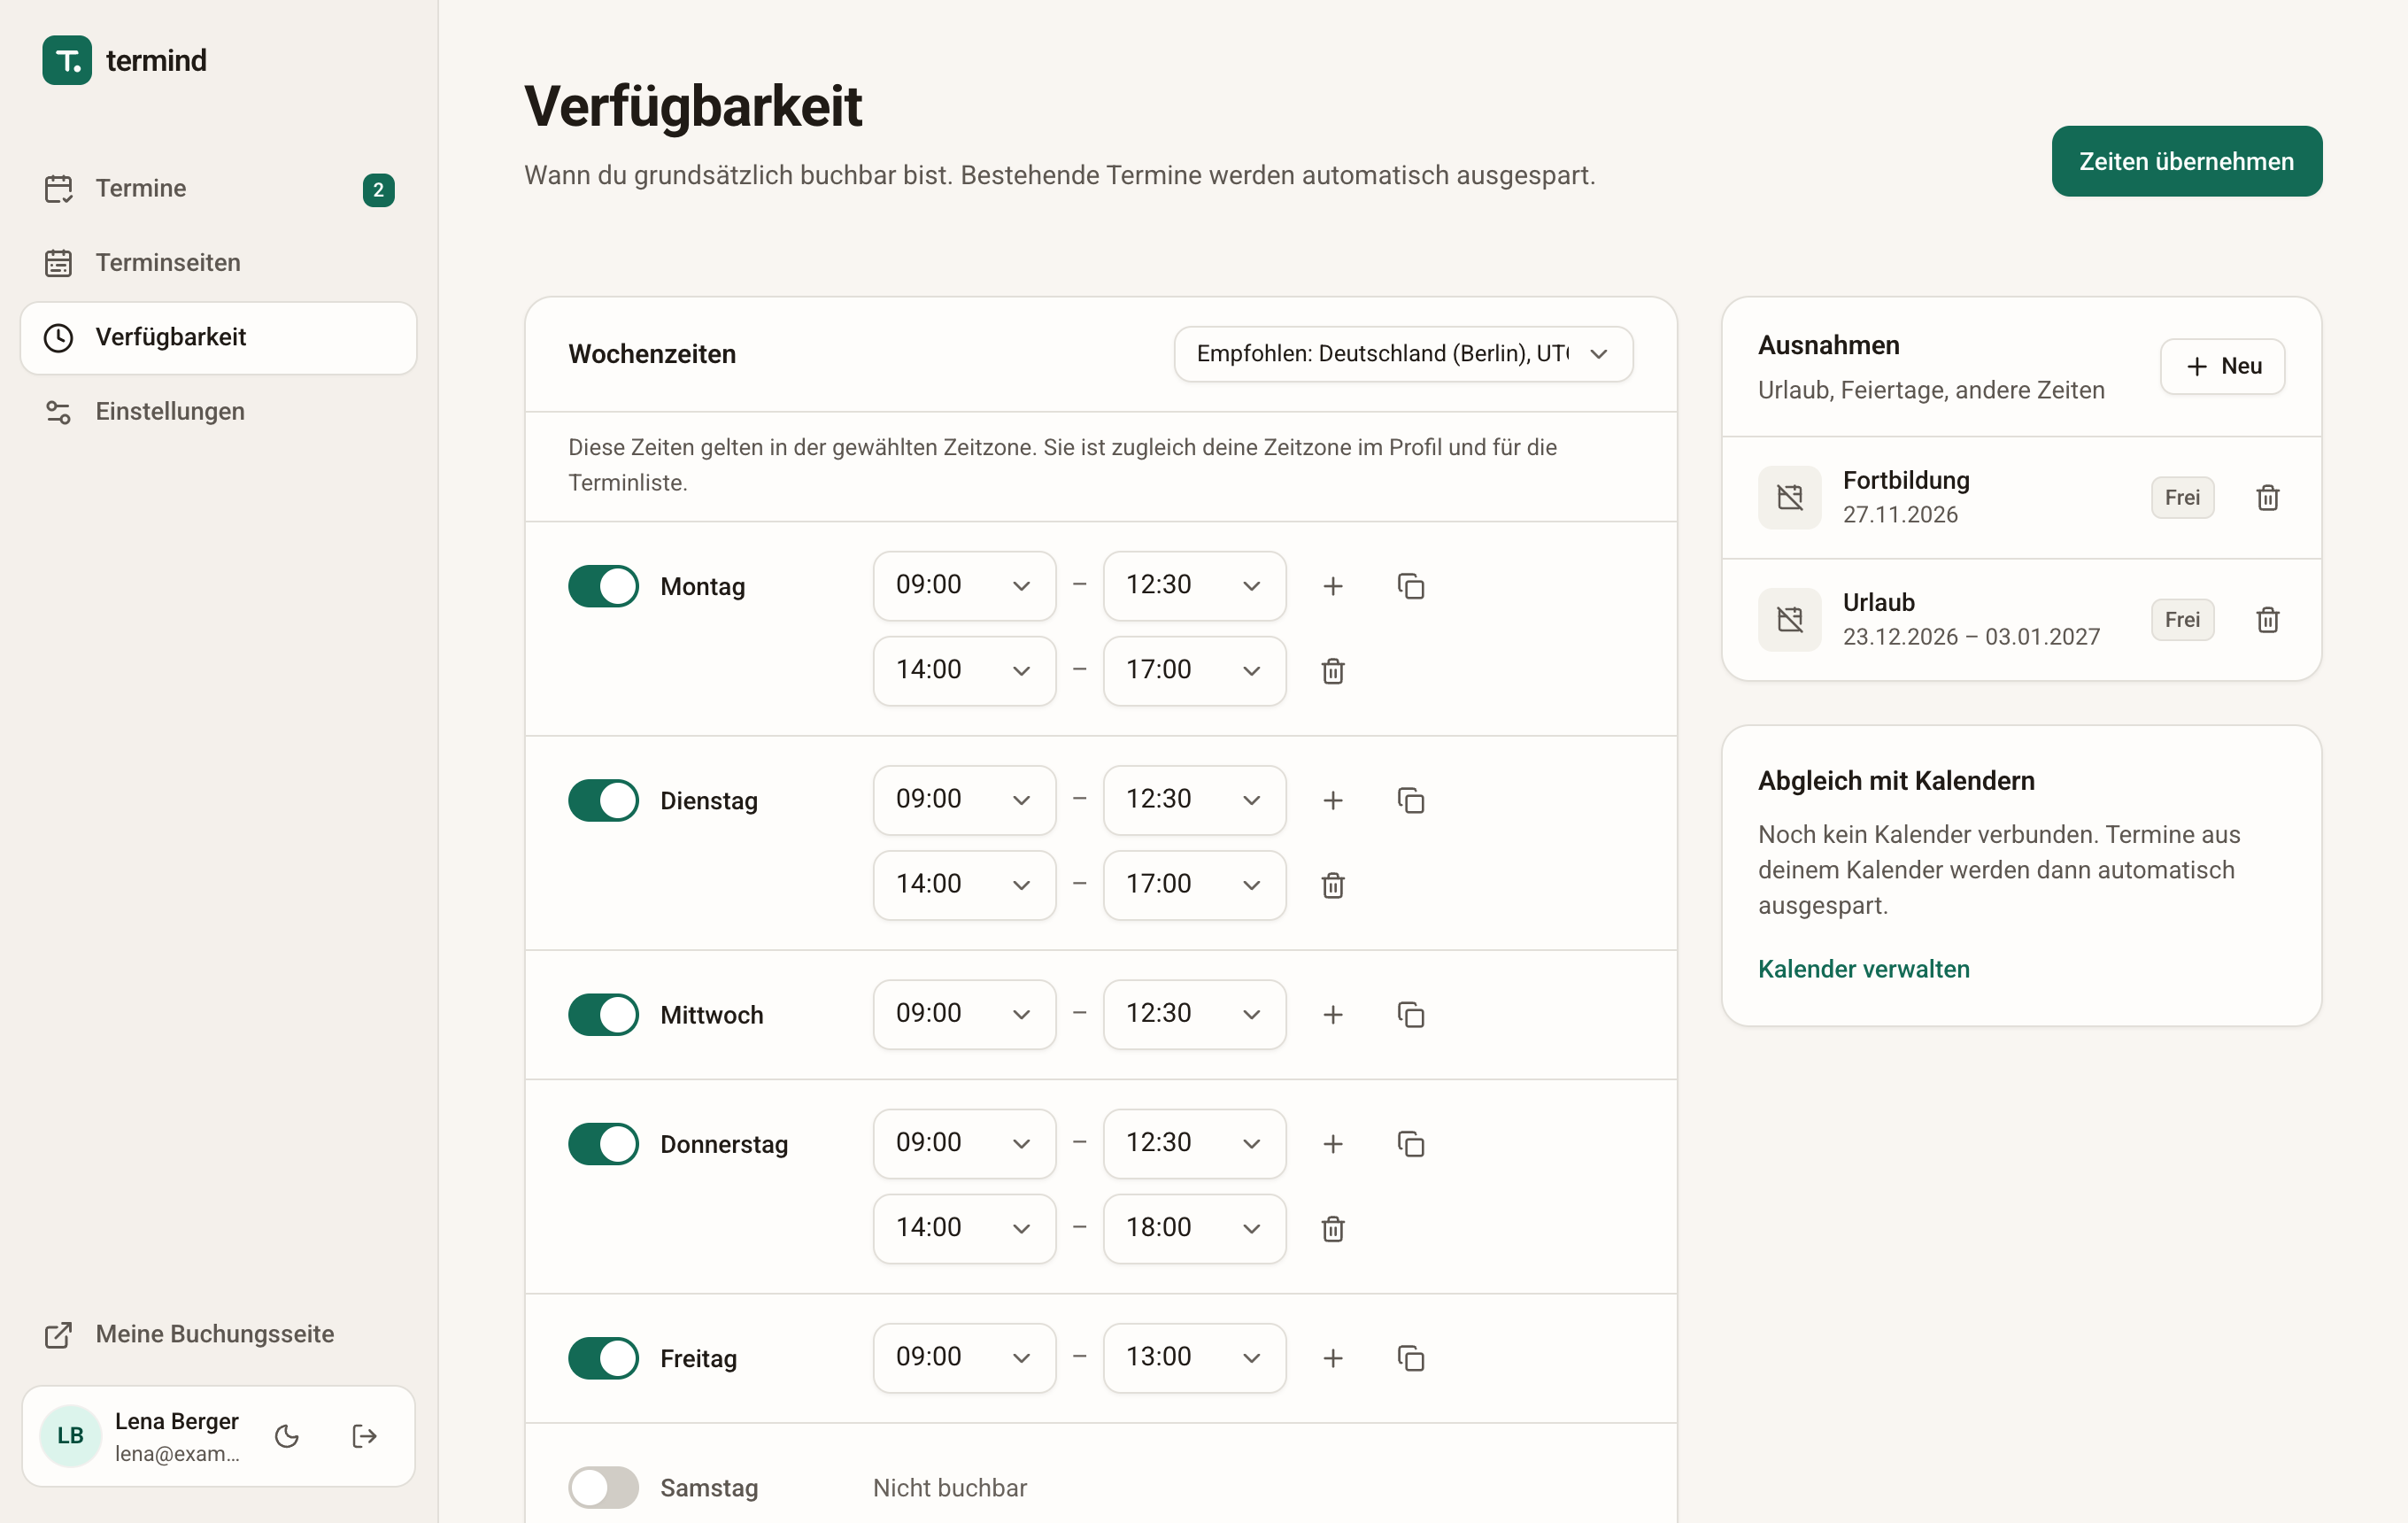 termind
Termine 2
Terminseiten
Verfügbarkeit
Einstellungen
Meine Buchungsseite
LB
Lena Berger
lena@exam…
Verfügbarkeit
Wann du grundsätzlich buchbar bist. Bestehende Termine werden automatisch ausgespart.
Zeiten übernehmen
Wochenzeiten
Empfohlen: Deutschland (Berlin), UT
Diese Zeiten gelten in der gewählten Zeitzone. Sie ist zugleich deine Zeitzone im Profil und für die
Terminliste.
Montag 09:00 – 12:30
14:00 – 17:00
Dienstag 09:00 – 12:30
14:00 – 17:00
Mittwoch 09:00 – 12:30
Donnerstag 09:00 – 12:30
14:00 – 18:00
Freitag 09:00 – 13:00
Samstag Nicht buchbar
Ausnahmen
Urlaub, Feiertage, andere Zeiten
Neu
Fortbildung
27.11.2026
Frei
Urlaub
23.12.2026 – 03.01.2027
Frei
Abgleich mit Kalendern
Noch kein Kalender verbunden. Termine aus
deinem Kalender werden dann automatisch
ausgespart.
Kalender verwalten